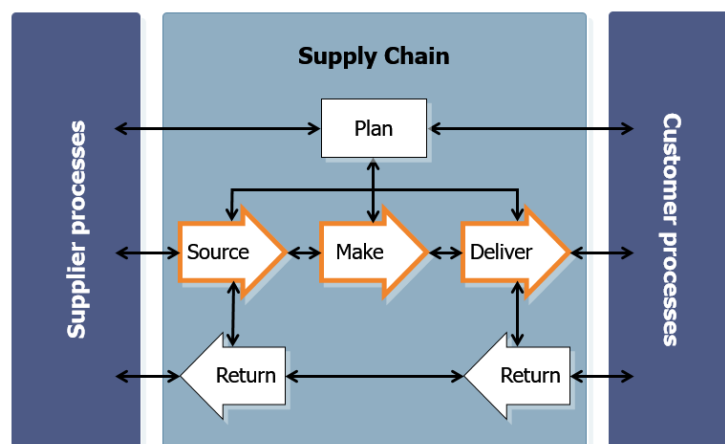 Supply Chain
Supplier processes
Customer processes
Plan
Source
Make
Deliver
Return
Return